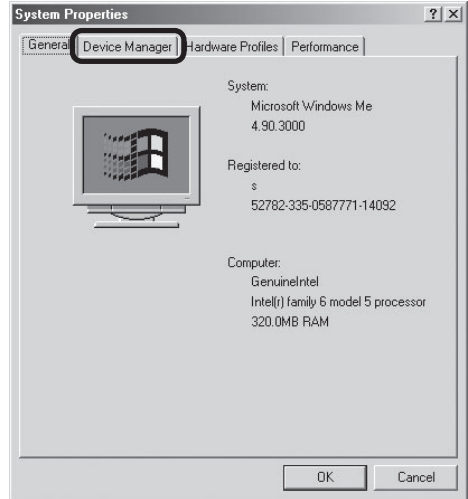 System Properties
General Device Manager Hardware Profiles Performance
System:
Microsoft Windows Me
4.90.3000
Registered to:
s
52782-335-0587771-14092
Computer:
GenuineIntel
Intel(r) family 6 model 5 processor
320.0MB RAM
OK Cancel